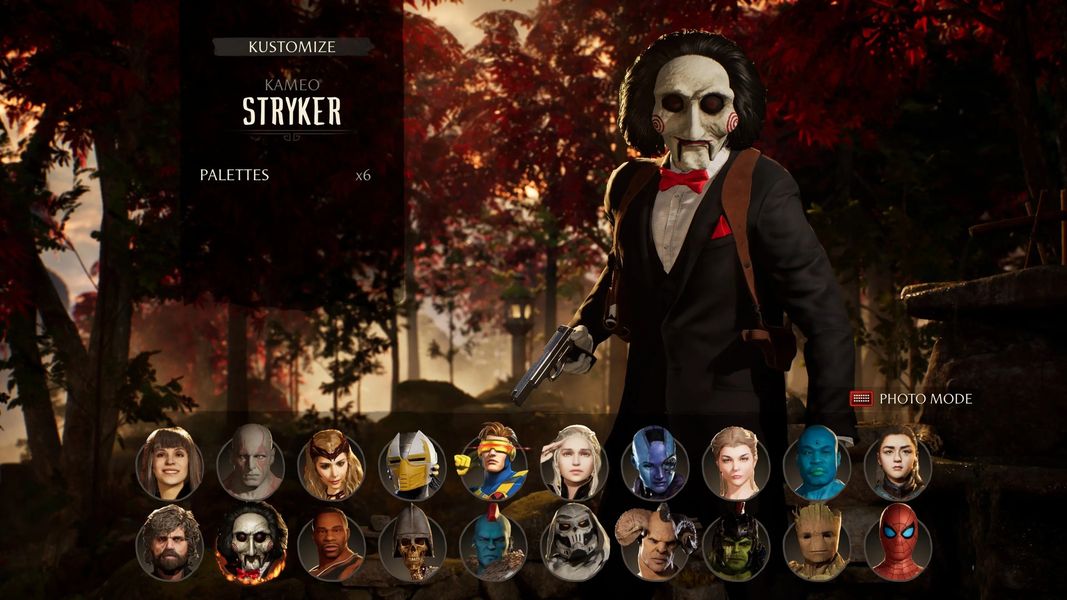 KUSTOMIZE
KAMEO
STRYKER
PALETTES x6
PHOTO MODE